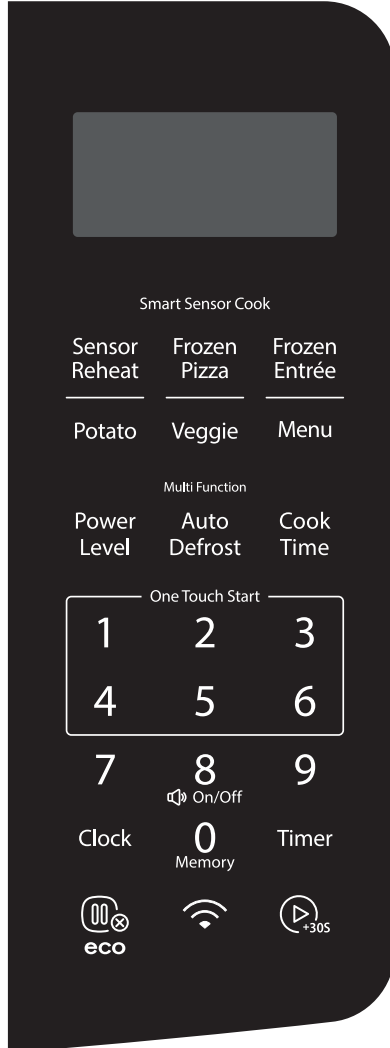 Smart Sensor Cook
Sensor Reheat
Frozen Pizza
Frozen Entrée
Potato
Veggie
Menu
Multi Function
Power Level
Auto Defrost
Cook Time
One Touch Start
1 2 3
4 5 6
7 8 9
On/Off
Clock 0 Timer
Memory
+30S
eco